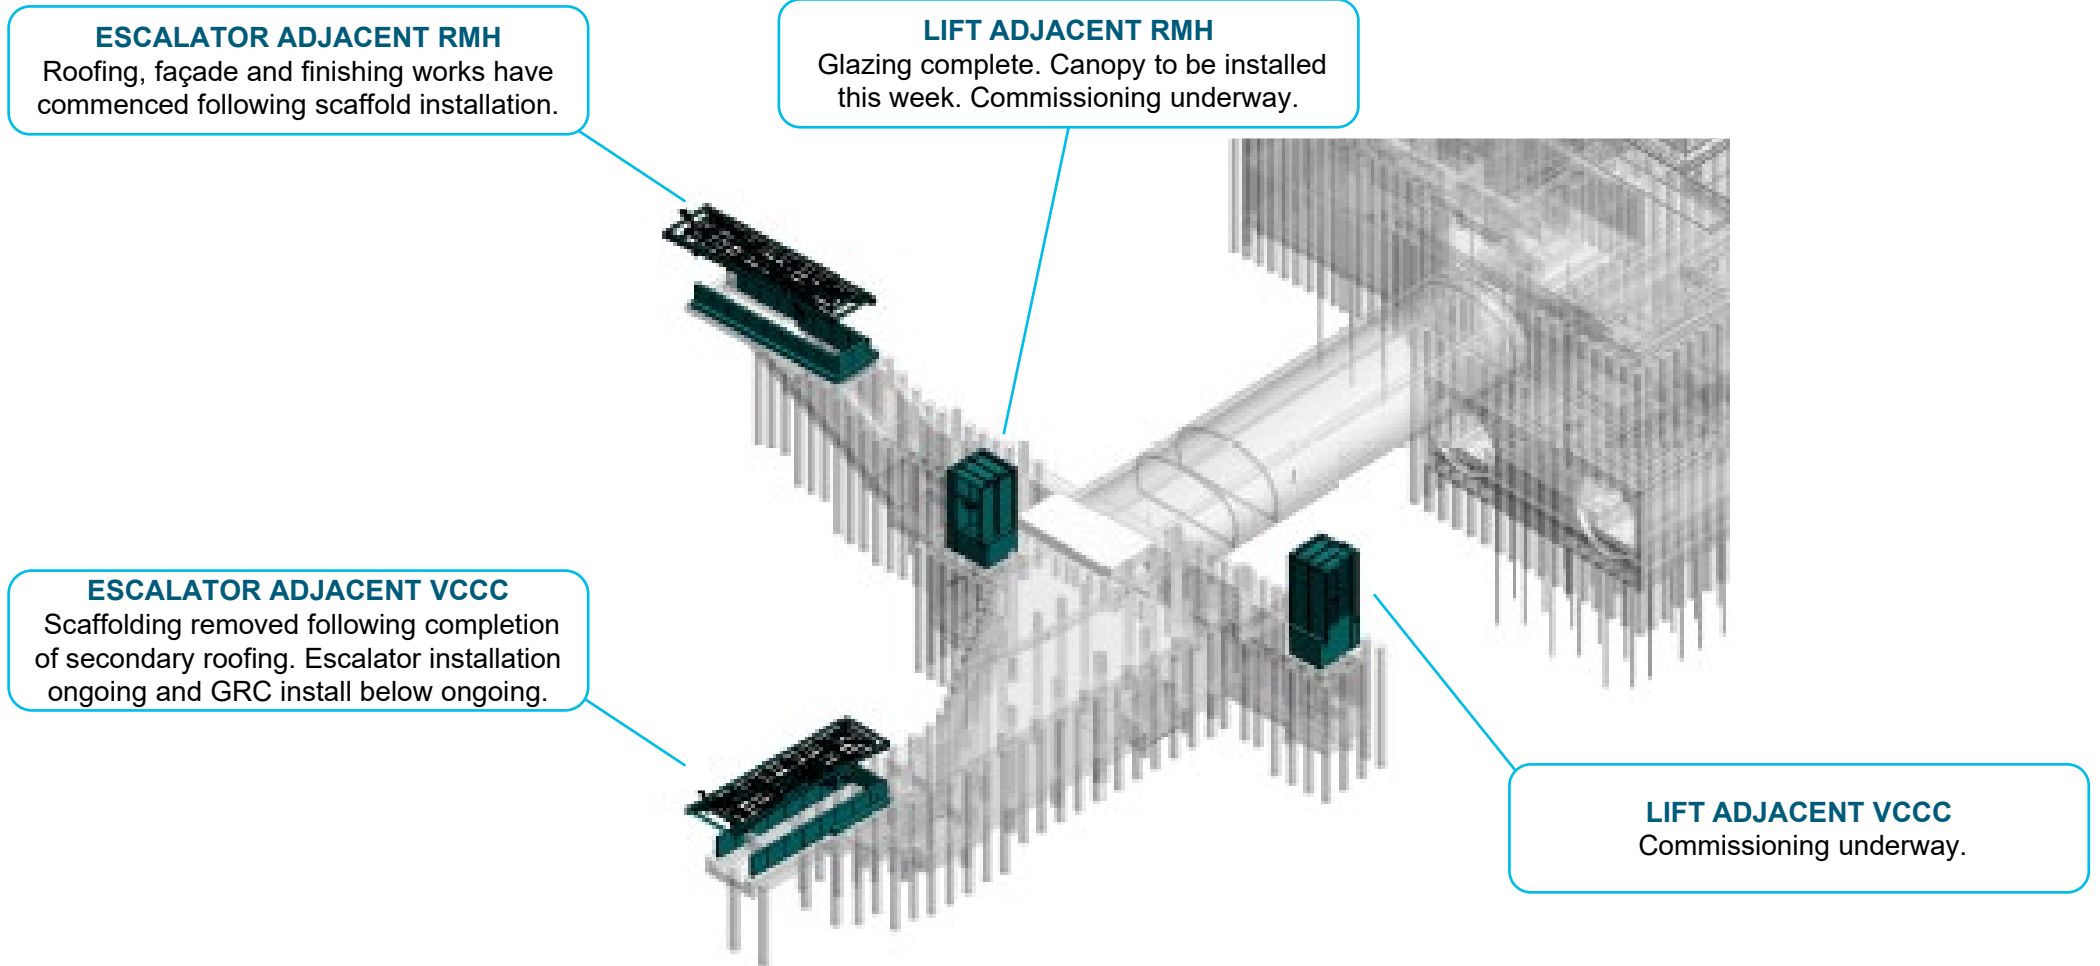 ESCALATOR ADJACENT RMH
Roofing, façade and finishing works have
commenced following scaffold installation.
LIFT ADJACENT RMH
Glazing complete. Canopy to be installed
this week. Commissioning underway.
ESCALATOR ADJACENT VCCC
Scaffolding removed following completion
of secondary roofing. Escalator installation
ongoing and GRC install below ongoing.
LIFT ADJACENT VCCC
Commissioning underway.